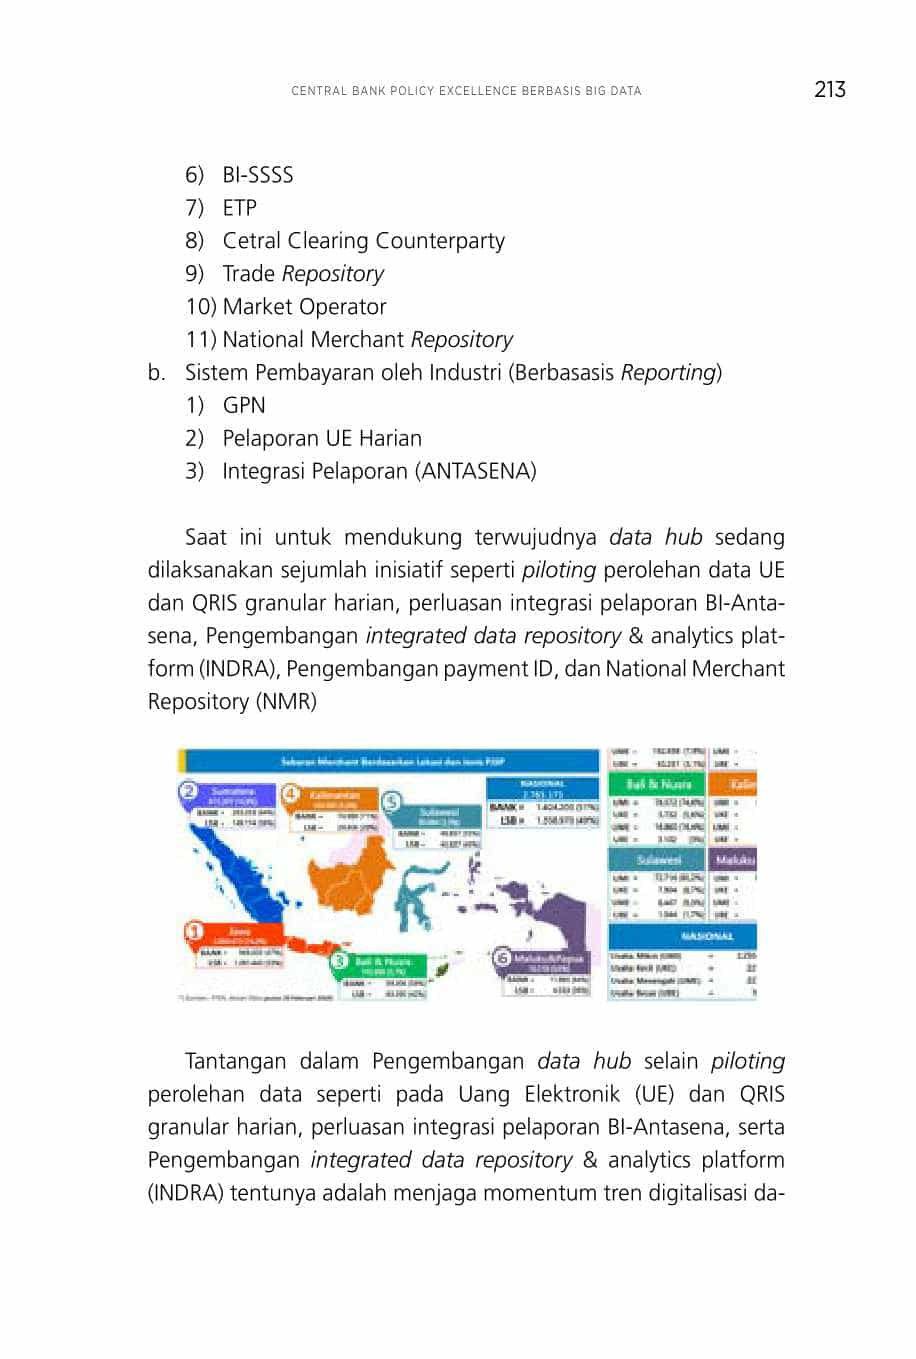 CENTRAL BANK POLICY EXCELLENCE BERBASIS BIG DATA 213
6) BI-SSSS
7) ETP
8) Cetral Clearing Counterparty
9) Trade Repository
10) Market Operator
11) National Merchant Repository
b. Sistem Pembayaran oleh Industri (Berbasasis Reporting)
1) GPN
2) Pelaporan UE Harian
3) Integrasi Pelaporan (ANTASENA)
Saat ini untuk mendukung terwujudnya data hub sedang
dilaksanakan sejumlah inisiatif seperti piloting perolehan data UE
dan QRIS granular harian, perluasan integrasi pelaporan BI-Anta-
sena, Pengembangan integrated data repository & analytics plat-
form (INDRA), Pengembangan payment ID, dan National Merchant
Repository (NMR)
Sebaran Merchant Berdasarkan Lokasi dan Jenis PJSP
2 Sumatera
4 Kalimantan
5 Sulawesi
NASIONAL
BANK = 1.404.200 (51%)
LSB = 1.358.973 (49%)
1 Jawa
3 Bali & Nusra
6 Maluku&Papua
Bali & Nusra
Sulawesi Maluku
NASIONAL
Usaha Mikro (UMI)
Usaha Kecil (UKE)
Usaha Menengah (UME)
Usaha Besar (UBE)
Tantangan dalam Pengembangan data hub selain piloting
perolehan data seperti pada Uang Elektronik (UE) dan QRIS
granular harian, perluasan integrasi pelaporan BI-Antasena, serta
Pengembangan integrated data repository & analytics platform
(INDRA) tentunya adalah menjaga momentum tren digitalisasi da-